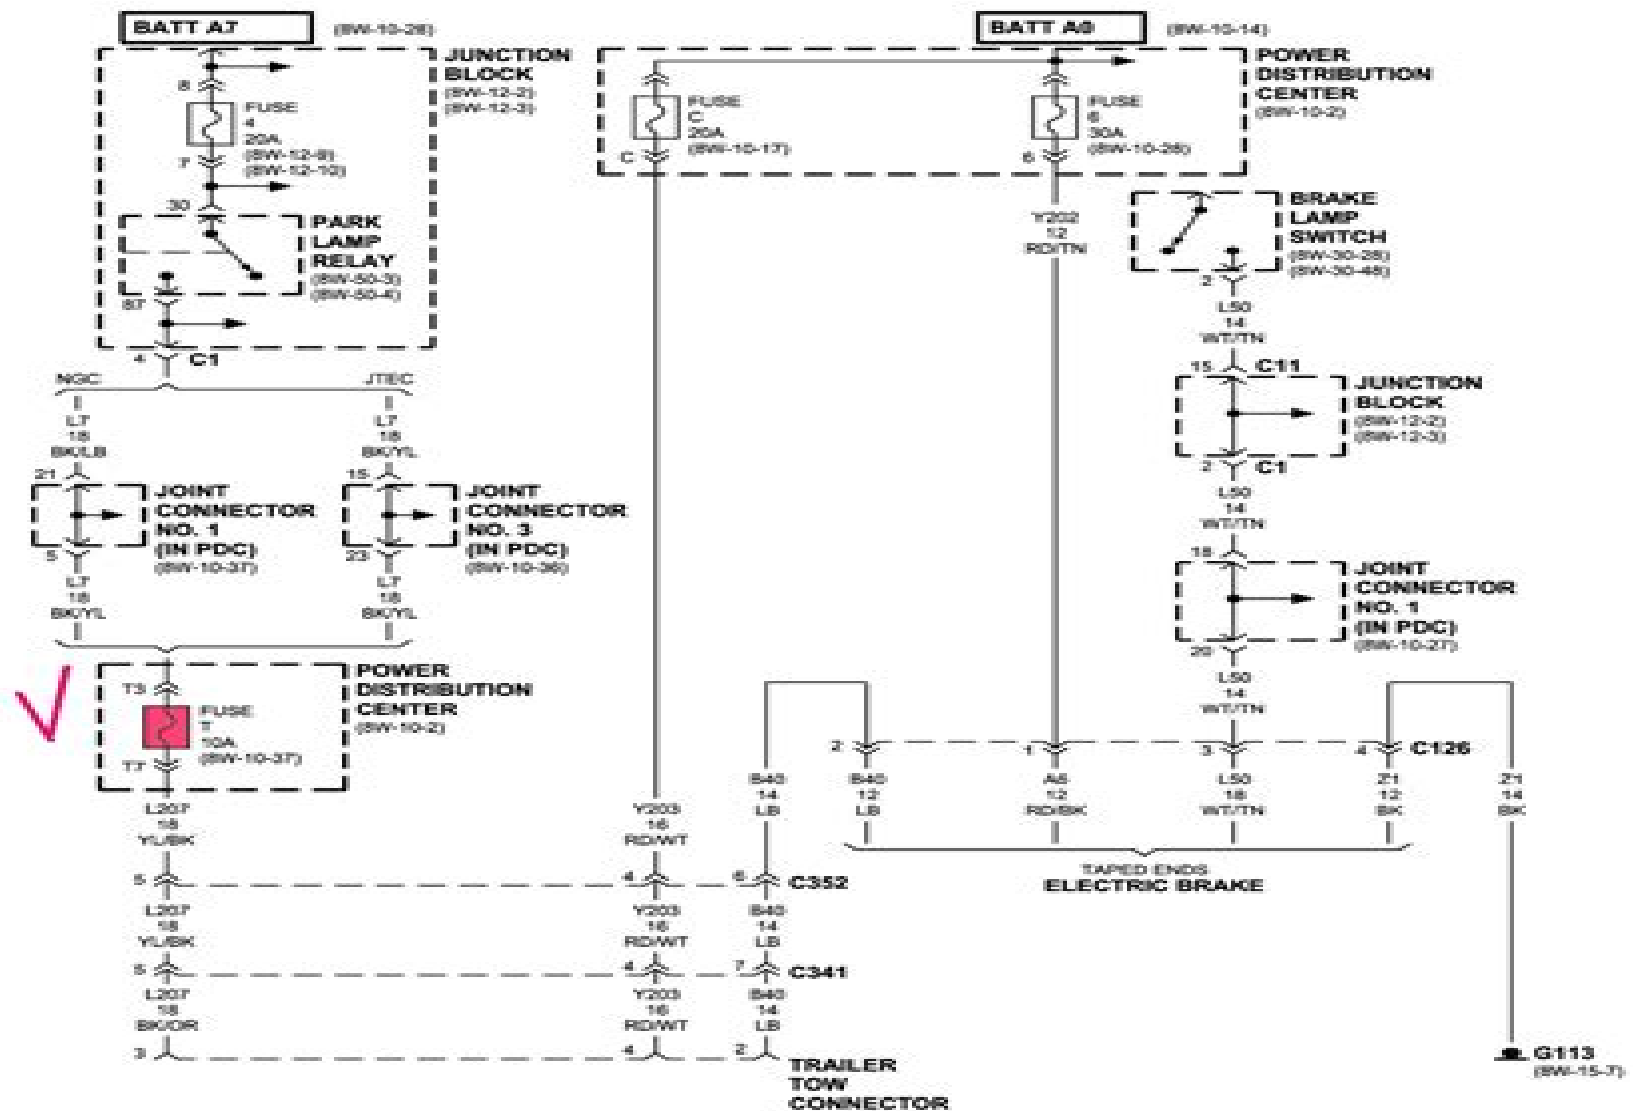 BATT A7
(8W-10-28)
JUNCTION
BLOCK
(8W-12-2)
(8W-12-3)
8
FUSE
4
20A
(8W-12-9)
(8W-12-10)
7
30
PARK
LAMP
RELAY
(8W-50-3)
(8W-50-4)
87
4
C1
NGC
JTEC
L7
18
BK/LB
L7
18
BK/YL
21
JOINT
CONNECTOR
NO. 1
(IN PDC)
(8W-10-37)
5
15
JOINT
CONNECTOR
NO. 3
(IN PDC)
(8W-10-36)
23
L7
18
BK/YL
L7
18
BK/YL
POWER
DISTRIBUTION
CENTER
(8W-10-2)
T3
FUSE
T
10A
(8W-10-37)
T7
L207
18
YL/BK
5
L207
18
YL/BK
5
L207
18
BK/OR
3
BATT A0
(8W-10-14)
POWER
DISTRIBUTION
CENTER
(8W-10-2)
FUSE
C
20A
(8W-10-17)
C
FUSE
6
30A
(8W-10-28)
6
Y202
12
RD/TN
BRAKE
LAMP
SWITCH
(8W-30-28)
(8W-30-48)
2
L50
14
WT/TN
15
C11
JUNCTION
BLOCK
(8W-12-2)
(8W-12-3)
2
C1
L50
14
WT/TN
18
JOINT
CONNECTOR
NO. 1
(IN PDC)
(8W-10-27)
20
L50
14
WT/TN
2
1
3
4
C126
Y203
16
RD/WT
B40
14
LB
B40
12
LB
A6
12
RD/BK
L50
18
WT/TN
Z1
12
BK
Z1
14
BK
TAPED ENDS
ELECTRIC BRAKE
4
6
C352
Y203
16
RD/WT
B40
14
LB
4
7
C341
Y203
16
RD/WT
B40
14
LB
4
2
TRAILER
TOW
CONNECTOR
G113
(8W-15-7)